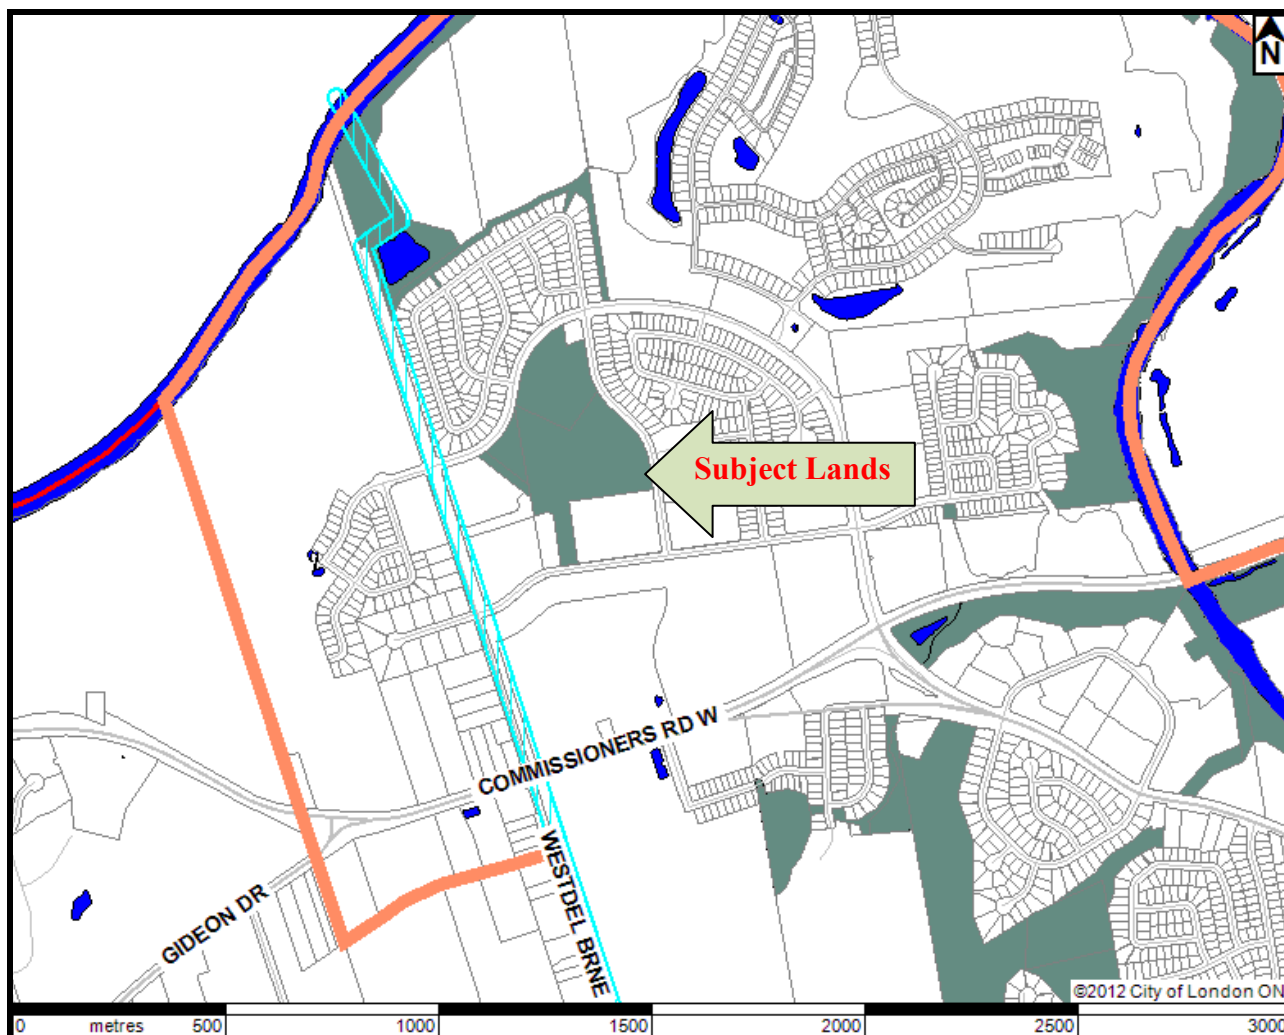 N
Subject Lands
COMMISSIONERS RD W
WESTDEL BRNE
GIDEON DR
©2012 City of London ON
0 metres 500 1000 1500 2000 2500 3000